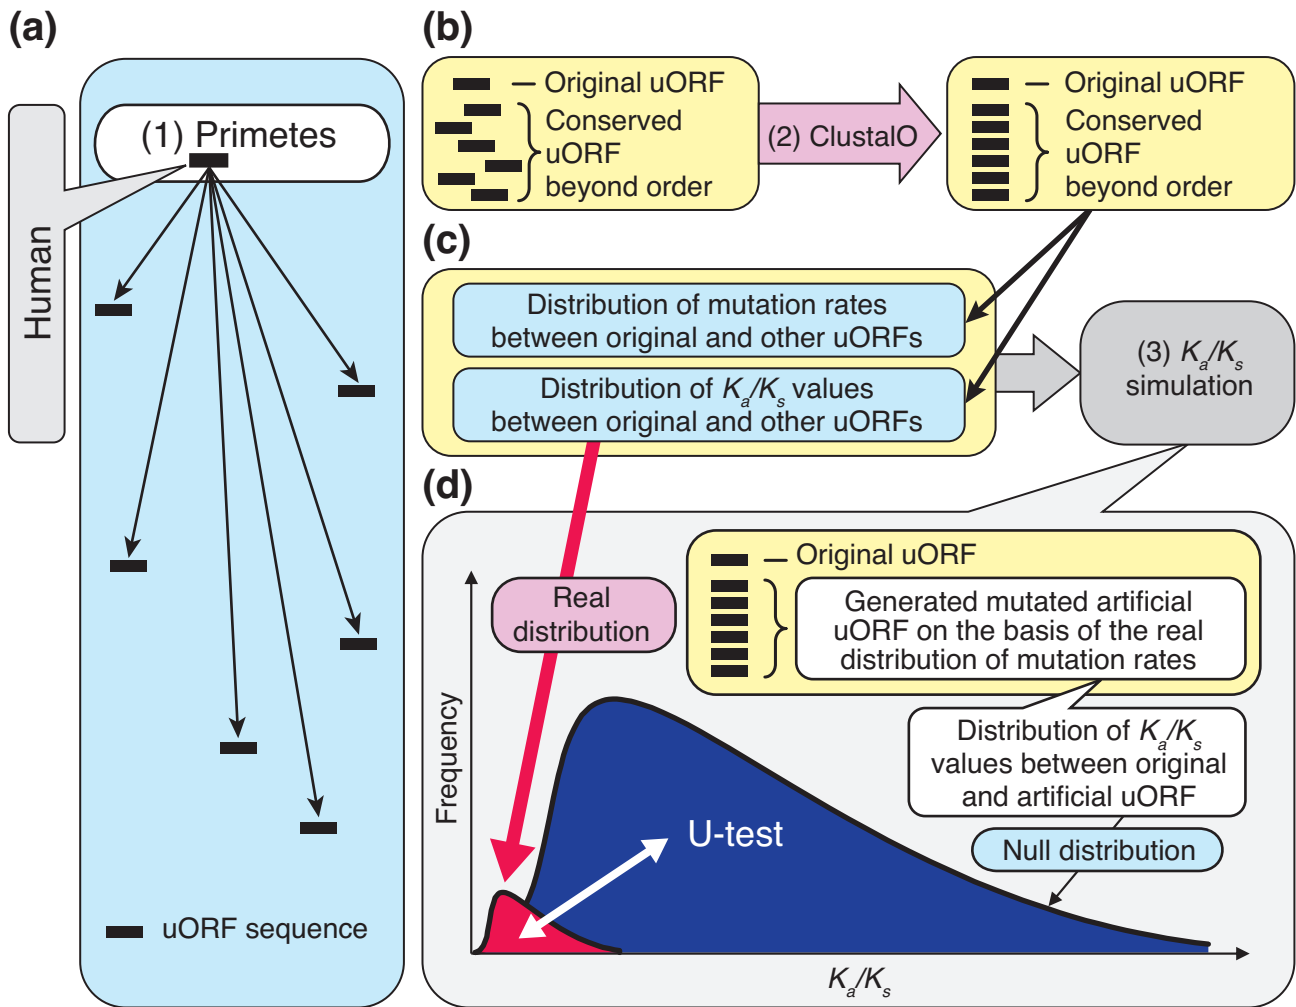 (a)
(1) Primetes
Human
uORF sequence
(b)
Original uORF
Conserved
uORF
beyond order
(2) ClustalO
Original uORF
Conserved
uORF
beyond order
(c)
Distribution of mutation rates
between original and other uORFs
Distribution of Ka/Ks values
between original and other uORFs
(3) Ka/Ks
simulation
(d)
Real
distribution
Original uORF
Generated mutated artificial
uORF on the basis of the real
distribution of mutation rates
Distribution of Ka/Ks
values between original
and artificial uORF
Null distribution
U-test
Frequency
Ka/Ks